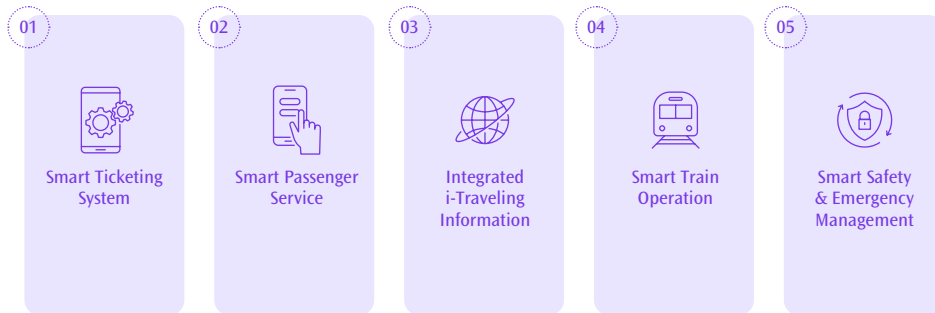 01
Smart Ticketing
System
02
Smart Passenger
Service
03
Integrated
i-Traveling
Information
04
Smart Train
Operation
05
Smart Safety
& Emergency
Management